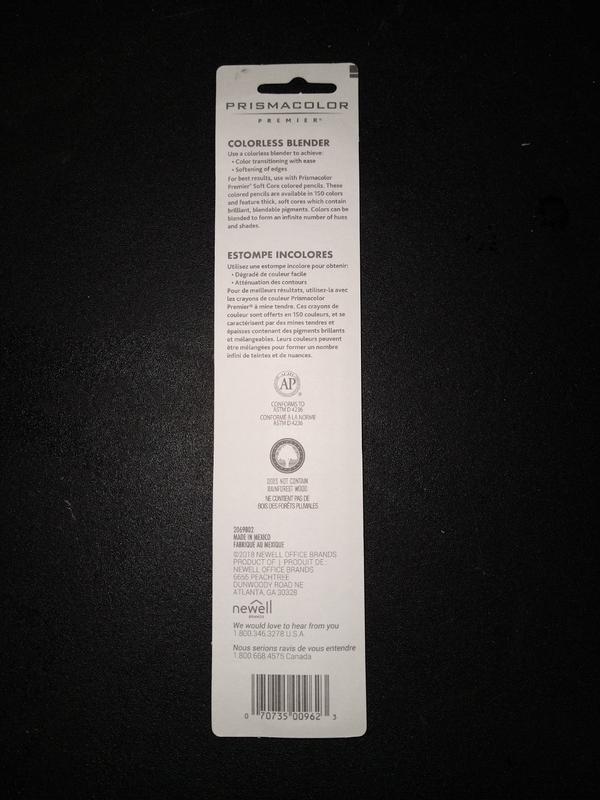 PRISMACOLOR
PREMIER®
COLORLESS BLENDER
Use a colorless blender to achieve:
• Color transitioning with ease
• Softening of edges
For best results, use with Prismacolor
Premier® Soft Core colored pencils. These
colored pencils are available in 150 colors
and feature thick, soft cores which contain
brilliant, blendable pigments. Colors can be
blended to form an infinite number of hues
and shades.
ESTOMPE INCOLORES
Utilisez une estompe incolore pour obtenir:
• Dégradé de couleur facile
• Atténuation des contours
Pour de meilleurs résultats, utilisez-la avec
les crayons de couleur Prismacolor
Premier® à mine tendre. Ces crayons de
couleur sont offerts en 150 couleurs, et se
caractérisent par des mines tendres et
épaisses contenant des pigments brillants
et mélangeables. Leurs couleurs peuvent
être mélangées pour former un nombre
infini de teintes et de nuances.
AP
CONFORMS TO
ASTM D-4236
CONFORMÉ À LA NORME
ASTM D-4236
DOES NOT CONTAIN
RAINFOREST WOOD.
NE CONTIENT PAS DE
BOIS DES FORÊTS PLUVIALES
2069802
MADE IN MEXICO
FABRIQUÉ AU MEXIQUE
©2018 NEWELL OFFICE BRANDS
PRODUCT OF | PRODUIT DE :
NEWELL OFFICE BRANDS
6655 PEACHTREE
DUNWOODY ROAD NE
ATLANTA, GA 30328
newell
BRANDS
We would love to hear from you
1.800.346.3278 U.S.A.
Nous serions ravis de vous entendre
1.800.668.4575 Canada
0 70735 00962 3